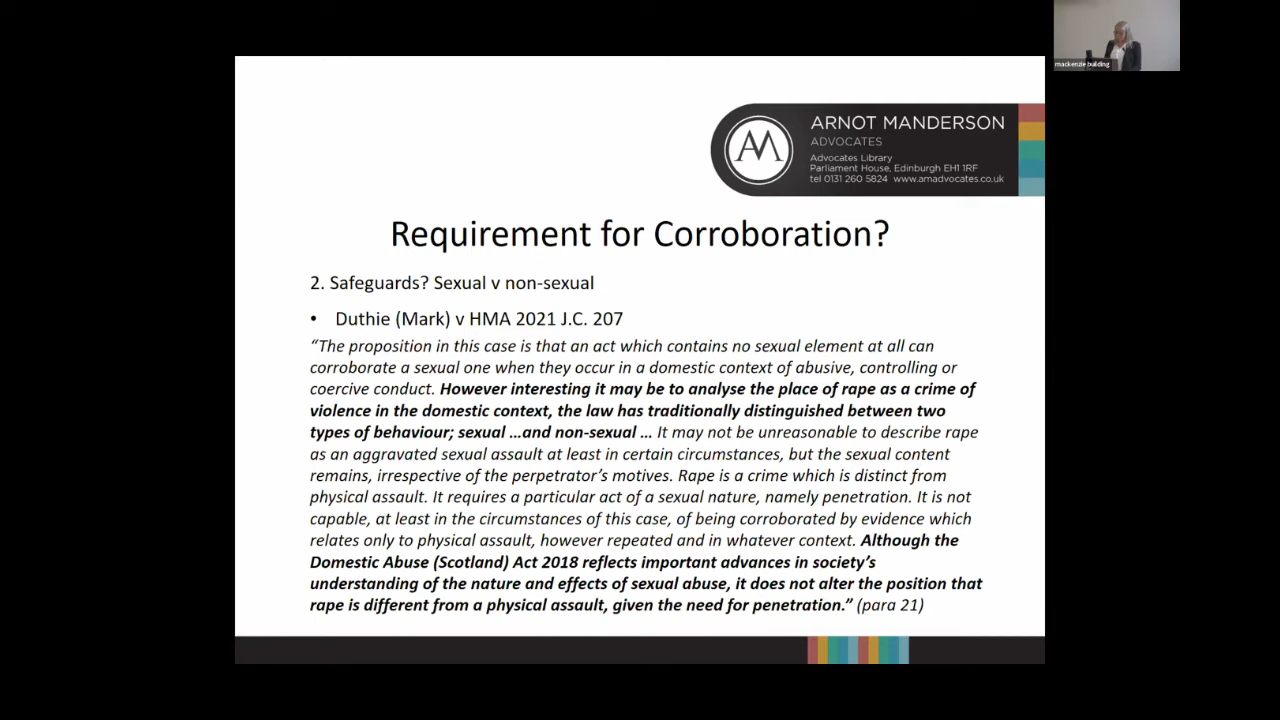 mackenzie building
AM
ARNOT MANDERSON
ADVOCATES
Advocates Library
Parliament House, Edinburgh EH1 1RF
tel 0131 260 5824 www.amadvocates.co.uk
Requirement for Corroboration?
2. Safeguards? Sexual v non-sexual
• Duthie (Mark) v HMA 2021 J.C. 207
“The proposition in this case is that an act which contains no sexual element at all can
corroborate a sexual one when they occur in a domestic context of abusive, controlling or
coercive conduct. However interesting it may be to analyse the place of rape as a crime of
violence in the domestic context, the law has traditionally distinguished between two
types of behaviour; sexual …and non-sexual … It may not be unreasonable to describe rape
as an aggravated sexual assault at least in certain circumstances, but the sexual content
remains, irrespective of the perpetrator’s motives. Rape is a crime which is distinct from
physical assault. It requires a particular act of a sexual nature, namely penetration. It is not
capable, at least in the circumstances of this case, of being corroborated by evidence which
relates only to physical assault, however repeated and in whatever context. Although the
Domestic Abuse (Scotland) Act 2018 reflects important advances in society’s
understanding of the nature and effects of sexual abuse, it does not alter the position that
rape is different from a physical assault, given the need for penetration.” (para 21)